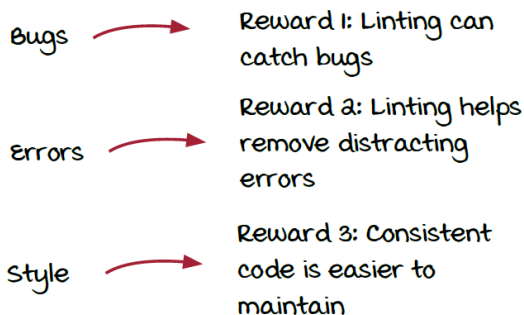 Bugs
Reward 1: Linting can
catch bugs
Errors
Reward 2: Linting helps
remove distracting
errors
Style
Reward 3: Consistent
code is easier to
maintain